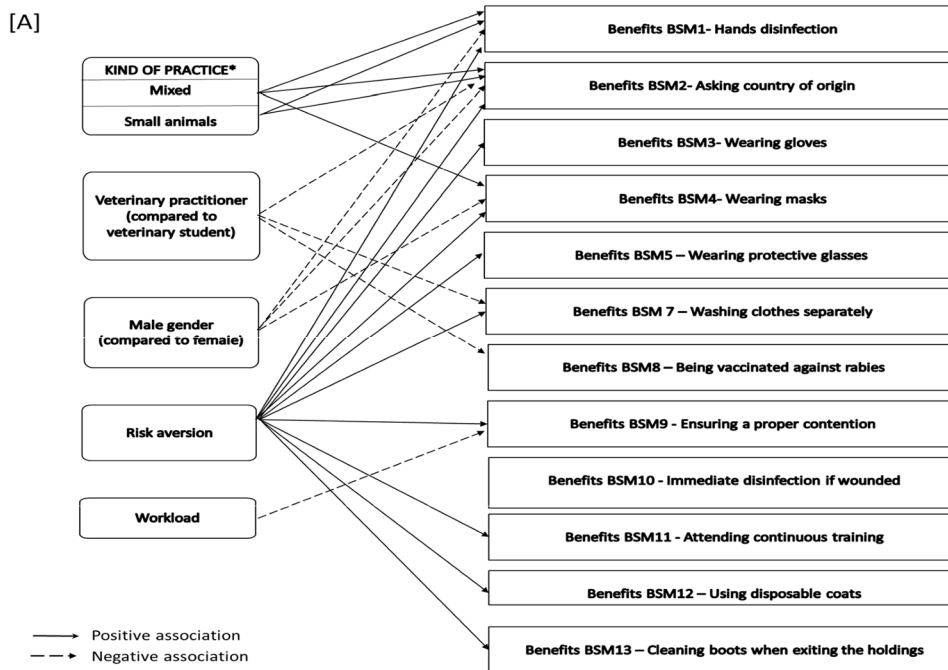 [A]
KIND OF PRACTICE*
Mixed
Small animals
Veterinary practitioner
(compared to
veterinary student)
Male gender
(compared to femaie)
Risk aversion
Workload
Benefits BSM1- Hands disinfection
Benefits BSM2- Asking country of origin
Benefits BSM3- Wearing gloves
Benefits BSM4- Wearing masks
Benefits BSM5 – Wearing protective glasses
Benefits BSM 7 – Washing clothes separately
Benefits BSM8 – Being vaccinated against rabies
Benefits BSM9 - Ensuring a proper contention
Benefits BSM10 - Immediate disinfection if wounded
Benefits BSM11 - Attending continuous training
Benefits BSM12 – Using disposable coats
Benefits BSM13 – Cleaning boots when exiting the holdings
Positive association
Negative association